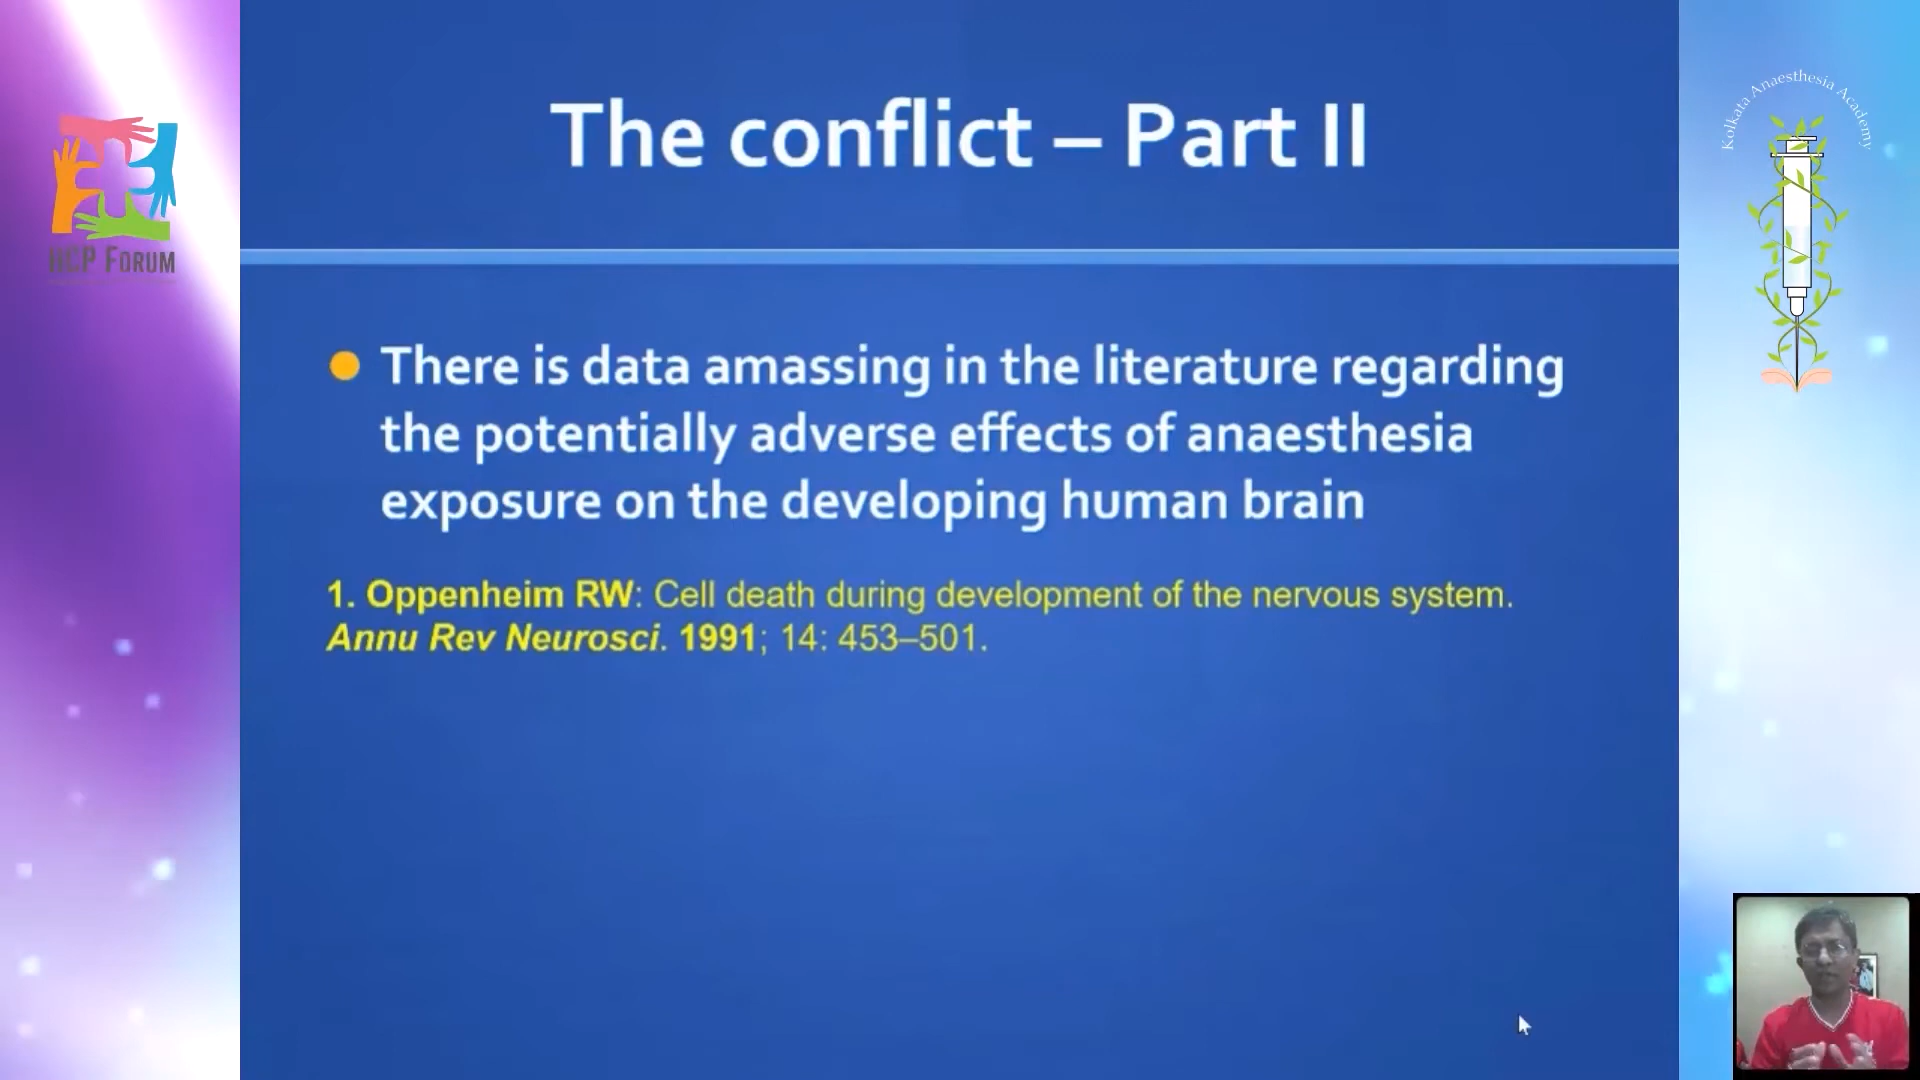 The conflict – Part II
Kolkata Anaesthesia Academy
HCP FORUM
There is data amassing in the literature regarding
the potentially adverse effects of anaesthesia
exposure on the developing human brain
1. Oppenheim RW: Cell death during development of the nervous system.
Annu Rev Neurosci. 1991; 14: 453–501.